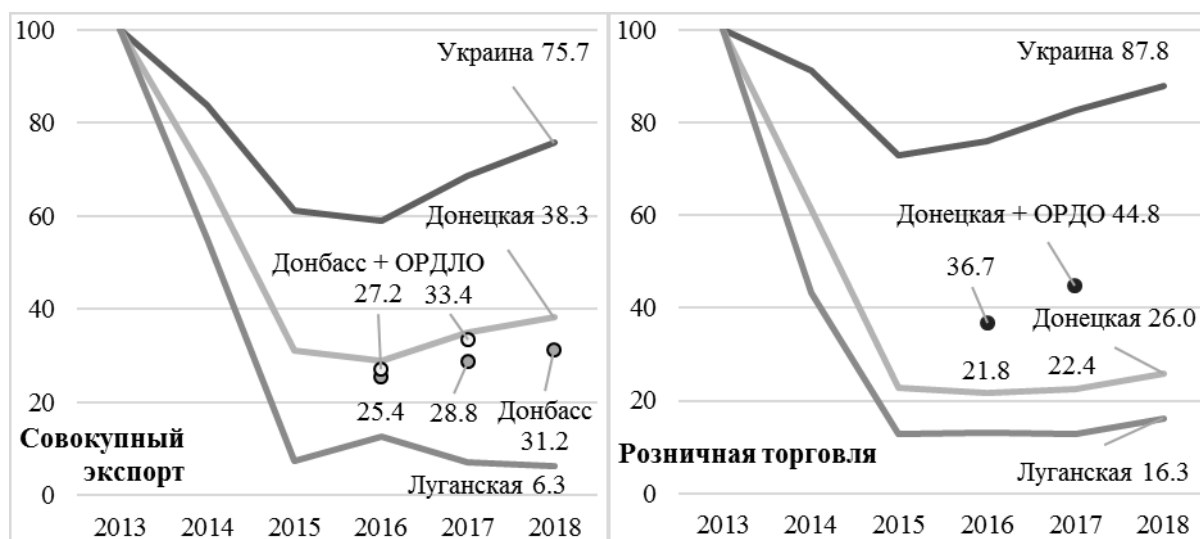 100
80
60
40
20
0
Украина 75.7
Донецкая 38.3
Донбасс + ОРДЛО
27.2 33.4
25.4 28.8 Донбасс
31.2
Совокупный
экспорт
Луганская 6.3
2013 2014 2015 2016 2017 2018
100
80
60
40
20
0
Украина 87.8
Донецкая + ОРДО 44.8
36.7
Донецкая 26.0
21.8 22.4
Розничная торговля
Луганская 16.3
2013 2014 2015 2016 2017 2018